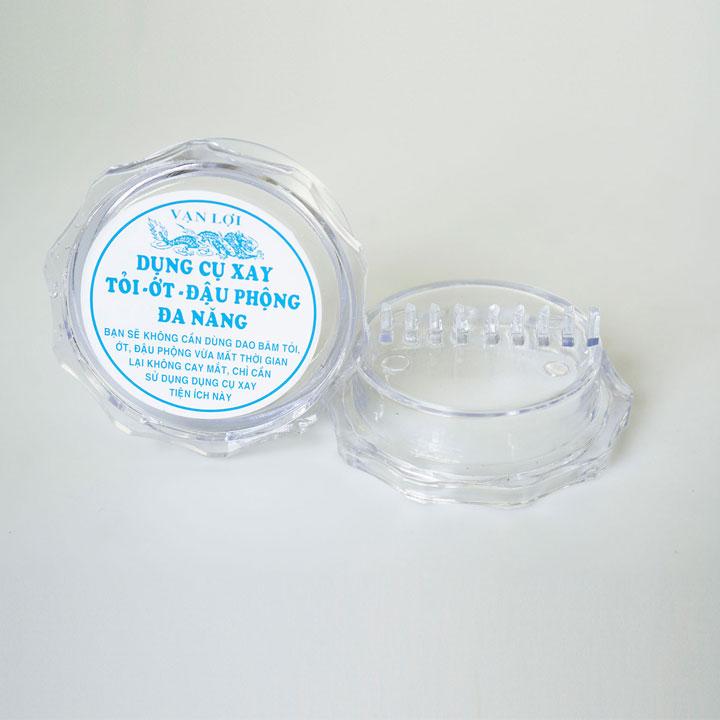 VẠN LỢI
DỤNG CỤ XAY
TỎI-ỚT-ĐẬU PHỘNG
ĐA NĂNG
BẠN SẼ KHÔNG CẦN DÙNG DAO BĂM TỎI,
ỚT, ĐẬU PHỘNG VỪA MẤT THỜI GIAN
LẠI KHÔNG CAY MẮT, CHỈ CẦN
SỬ DỤNG DỤNG CỤ XAY
TIỆN ÍCH NÀY